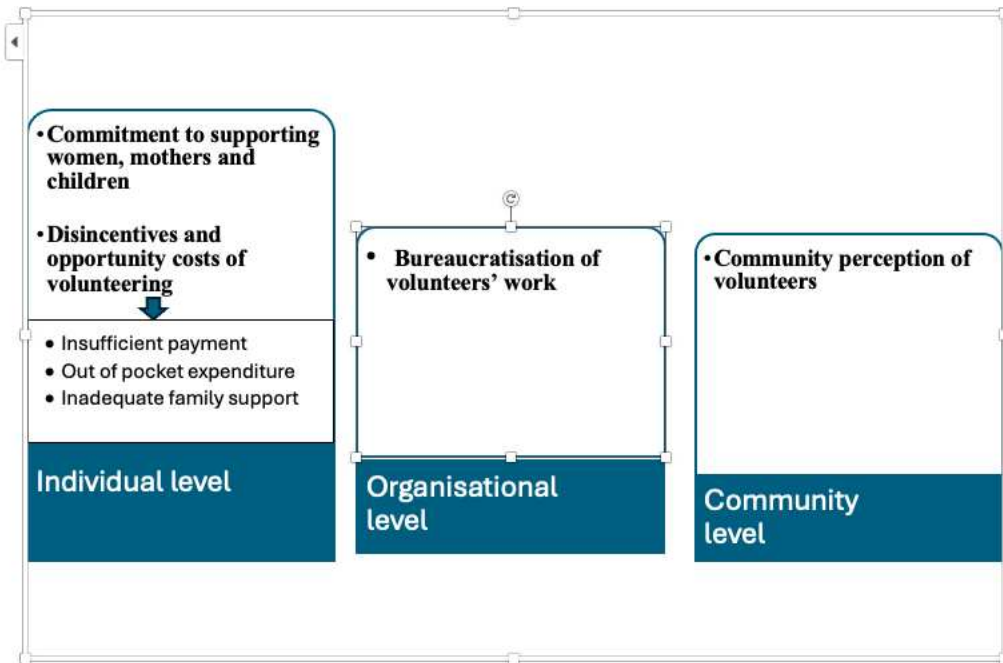 •Commitment to supporting
women, mothers and
children
•Disincentives and
opportunity costs of
volunteering
• Insufficient payment
• Out of pocket expenditure
• Inadequate family support
Individual level
• Bureaucratisation of
volunteers’ work
Organisational
level
•Community perception of
volunteers
Community
level